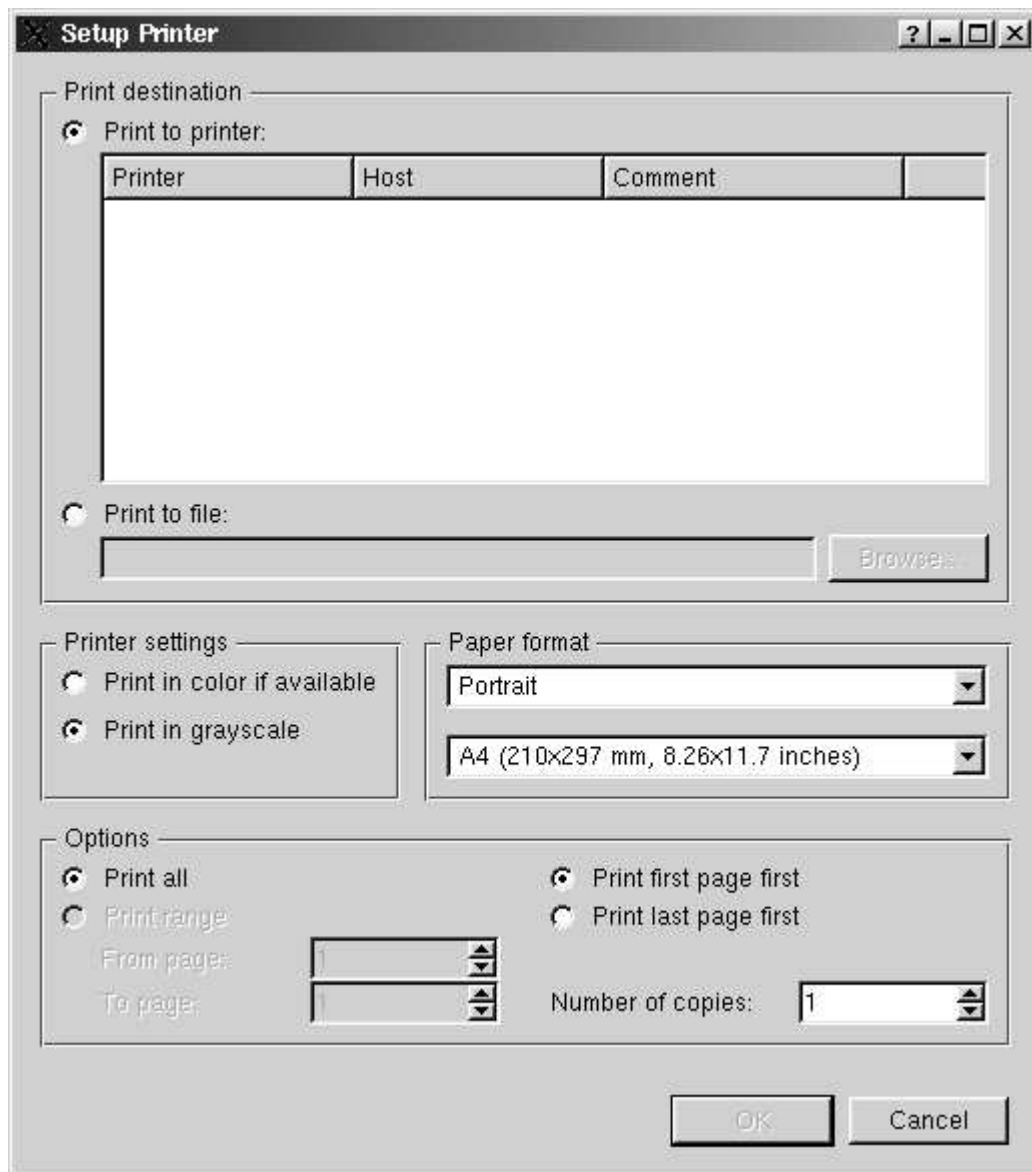 Setup Printer
Print destination
Print to printer:
Printer Host Comment
Print to file:
Browse...
Printer settings
Print in color if available
Print in grayscale
Paper format
Portrait
A4 (210x297 mm, 8.26x11.7 inches)
Options
Print all
Print range
From page: 1
To page: 1
Print first page first
Print last page first
Number of copies: 1
OK Cancel